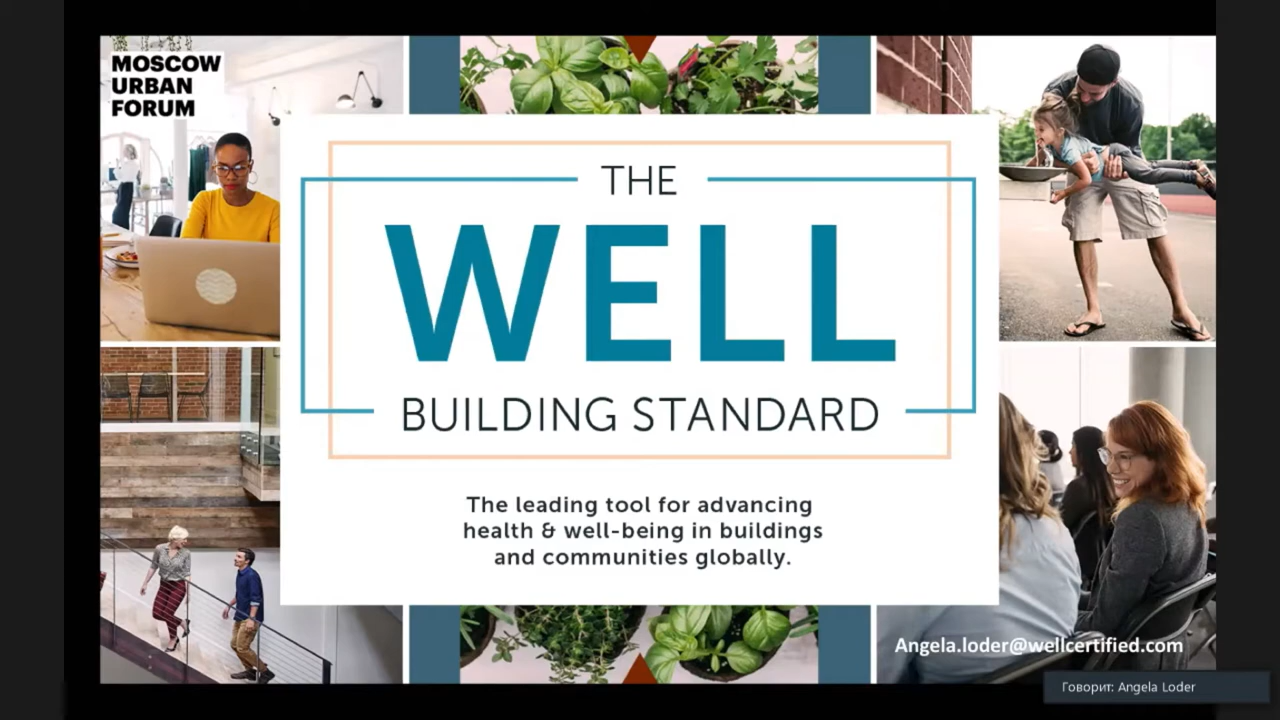 MOSCOW
URBAN
FORUM
THE
WELL
BUILDING STANDARD
The leading tool for advancing
health & well-being in buildings
and communities globally.
Angela.loder@wellcertified.com
Говорит: Angela Loder